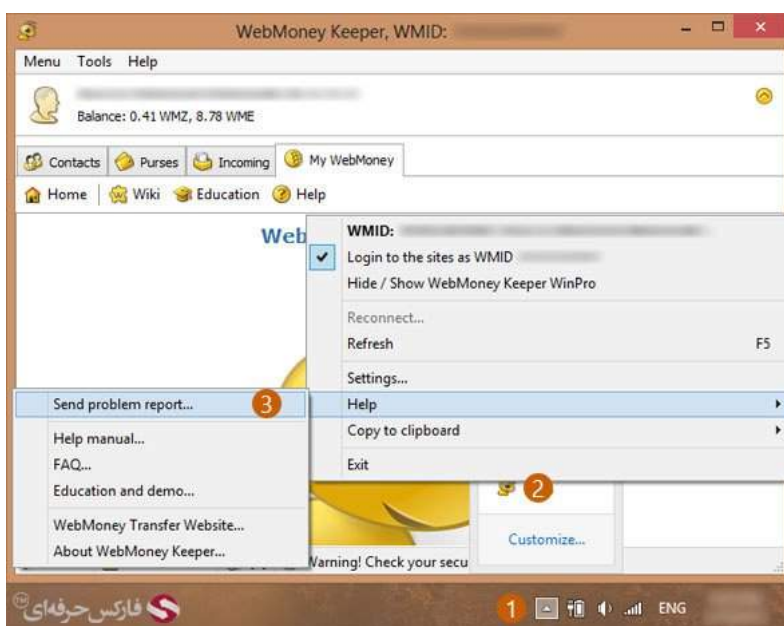 WebMoney Keeper, WMID:
Menu Tools Help
Balance: 0.41 WMZ, 8.78 WME
Contacts Purses Incoming My WebMoney
Home Wiki Education Help
Web
WMID:
Login to the sites as WMID
Hide / Show WebMoney Keeper WinPro
Reconnect...
Refresh F5
Settings...
Help
Copy to clipboard
Exit
Send problem report... 3
Help manual...
FAQ...
Education and demo...
WebMoney Transfer Website...
About WebMoney Keeper...
2
Customize...
Warning! Check your secu
فارکس حرفه‌ای TM
1 ENG